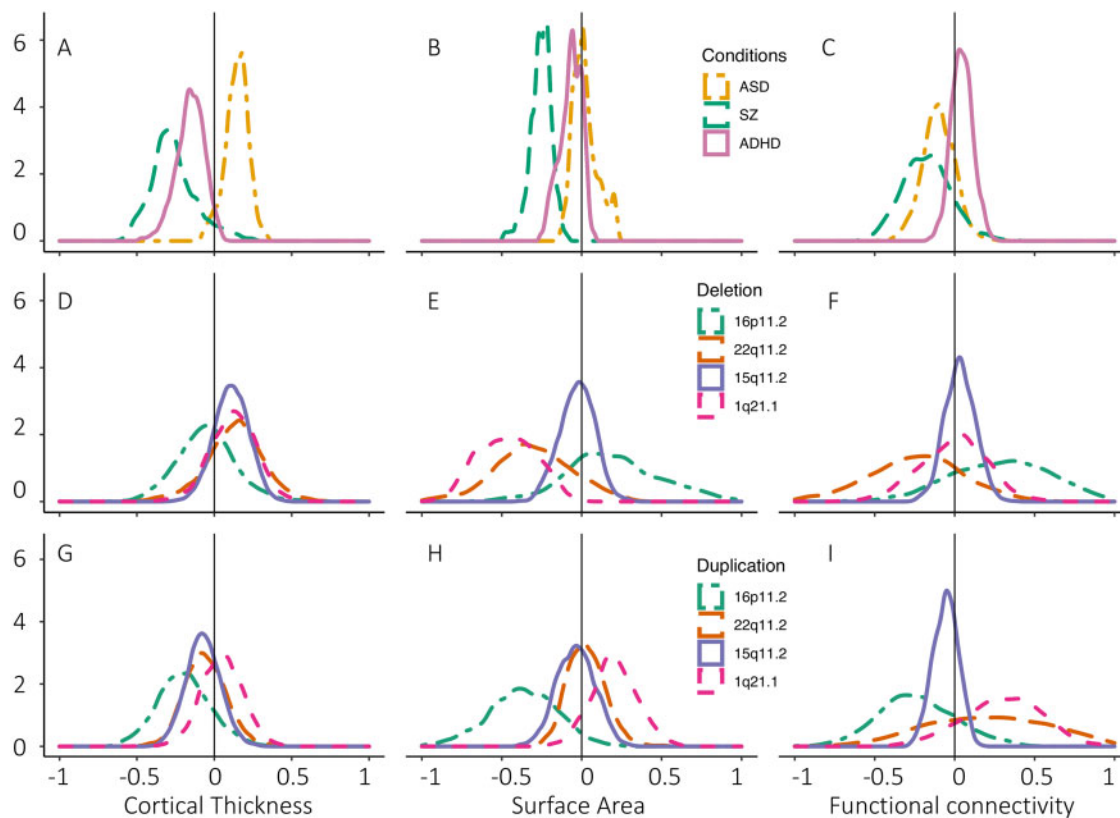 6
4
2
0
A
B
C
Conditions
ASD
SZ
ADHD
6
4
2
0
D
E
F
Deletion
16p11.2
22q11.2
15q11.2
1q21.1
6
4
2
0
G
H
I
Duplication
16p11.2
22q11.2
15q11.2
1q21.1
-1 -0.5 0 0.5 1
-1 -0.5 0 0.5 1
-1 -0.5 0 0.5 1
Cortical Thickness
Surface Area
Functional connectivity